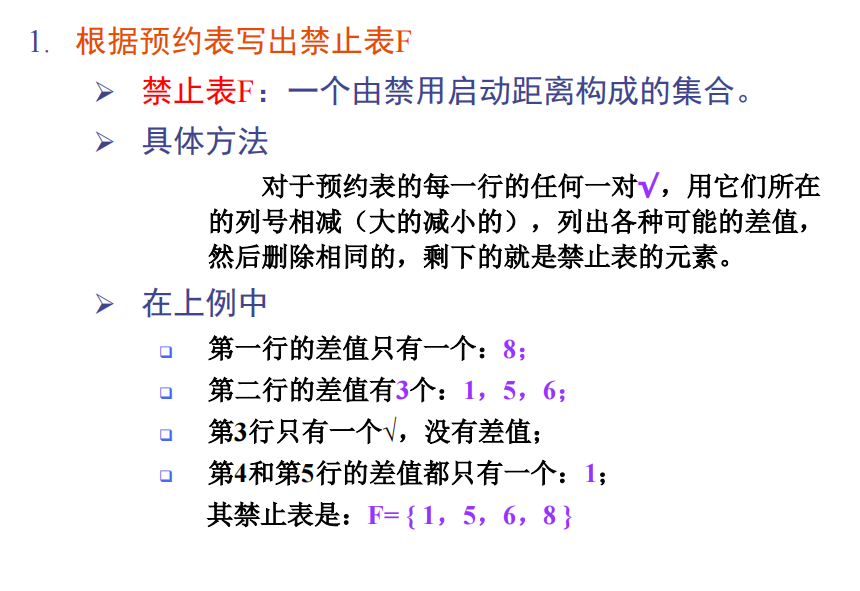 1. 根据预约表写出禁止表F
➢ 禁止表F：一个由禁用启动距离构成的集合。
➢ 具体方法
对于预约表的每一行的任何一对√，用它们所在
的列号相减（大的减小的），列出各种可能的差值，
然后删除相同的，剩下的就是禁止表的元素。
➢ 在上例中
❑ 第一行的差值只有一个：8；
❑ 第二行的差值有3个：1，5，6；
❑ 第3行只有一个√，没有差值；
❑ 第4和第5行的差值都只有一个：1；
其禁止表是：F= { 1，5，6，8 }